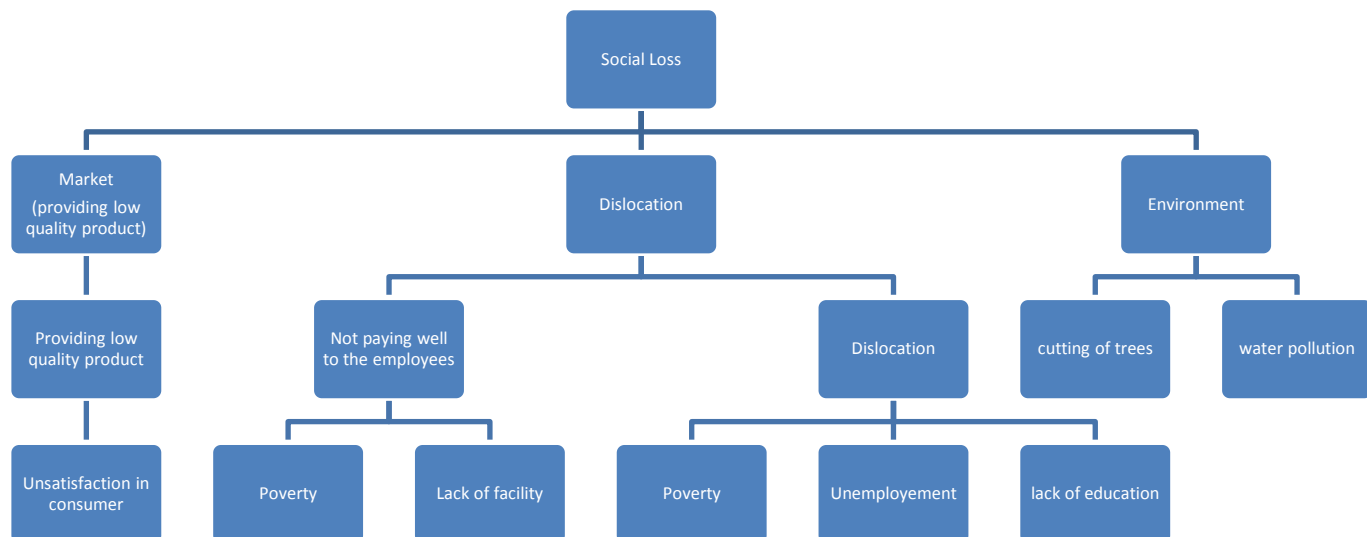 Social Loss
Market
(providing low
quality product)
Dislocation
Environment
Providing low
quality product
Not paying well
to the employees
Dislocation
cutting of trees
water pollution
Unsatisfaction in
consumer
Poverty
Lack of facility
Poverty
Unemployement
lack of education